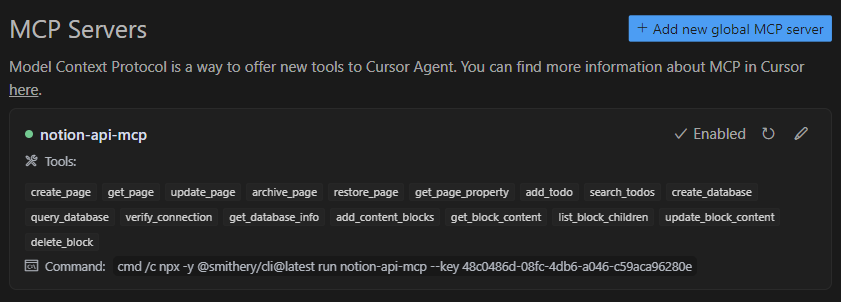 MCP Servers
+ Add new global MCP server
Model Context Protocol is a way to offer new tools to Cursor Agent. You can find more information about MCP in Cursor
here.
notion-api-mcp
Enabled
Tools:
create_page get_page update_page archive_page restore_page get_page_property add_todo search_todos create_database
query_database verify_connection get_database_info add_content_blocks get_block_content list_block_children update_block_content
delete_block
Command: cmd /c npx -y @smithery/cli@latest run notion-api-mcp --key 48c0486d-08fc-4db6-a046-c59aca96280e